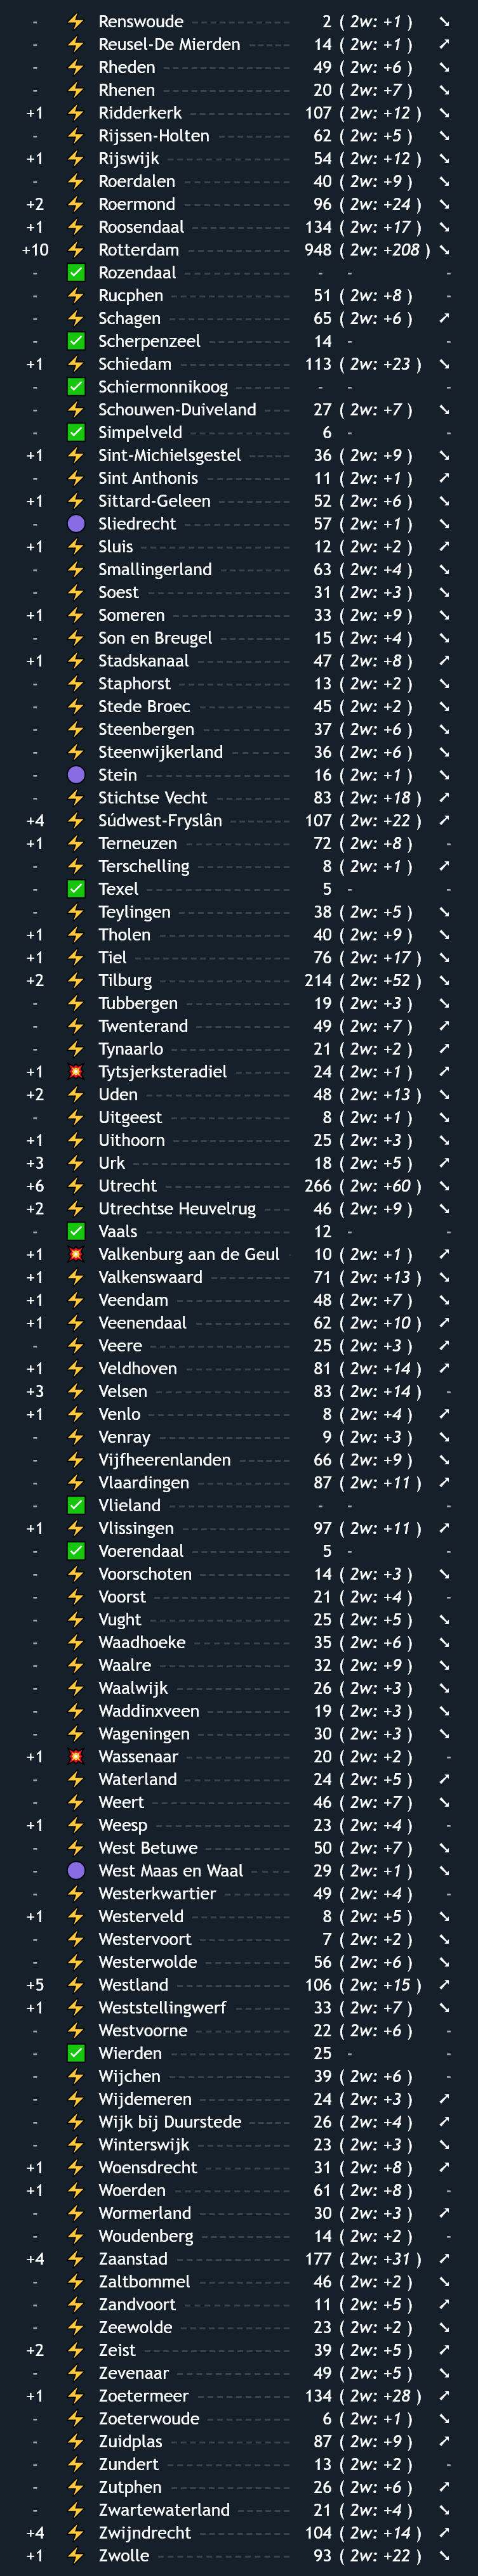 - ⚡ Renswoude 2 ( 2w: +1 ) ↘
- ⚡ Reusel-De Mierden 14 ( 2w: +1 ) ↗
- ⚡ Rheden 49 ( 2w: +6 ) ↘
- ⚡ Rhenen 20 ( 2w: +7 ) ↘
+1 ⚡ Ridderkerk 107 ( 2w: +12 ) ↘
- ⚡ Rijssen-Holten 62 ( 2w: +5 ) ↘
+1 ⚡ Rijswijk 54 ( 2w: +12 ) ↘
- ⚡ Roerdalen 40 ( 2w: +9 ) ↘
+2 ⚡ Roermond 96 ( 2w: +24 ) ↘
+1 ⚡ Roosendaal 134 ( 2w: +17 ) ↘
+10 ⚡ Rotterdam 948 ( 2w: +208 ) ↘
- ✅ Rozendaal - - -
- ⚡ Rucphen 51 ( 2w: +8 ) -
- ⚡ Schagen 65 ( 2w: +6 ) ↗
- ✅ Scherpenzeel 14 - -
+1 ⚡ Schiedam 113 ( 2w: +23 ) ↘
- ✅ Schiermonnikoog - - -
- ⚡ Schouwen-Duiveland 27 ( 2w: +7 ) ↘
- ✅ Simpelveld 6 - -
+1 ⚡ Sint-Michielsgestel 36 ( 2w: +9 ) ↘
- ⚡ Sint Anthonis 11 ( 2w: +1 ) ↗
+1 ⚡ Sittard-Geleen 52 ( 2w: +6 ) ↘
- 🟣 Sliedrecht 57 ( 2w: +1 ) ↘
+1 ⚡ Sluis 12 ( 2w: +2 ) ↗
- ⚡ Smallingerland 63 ( 2w: +4 ) ↘
- ⚡ Soest 31 ( 2w: +3 ) ↘
+1 ⚡ Someren 33 ( 2w: +9 ) ↘
- ⚡ Son en Breugel 15 ( 2w: +4 ) ↘
+1 ⚡ Stadskanaal 47 ( 2w: +8 ) ↗
- ⚡ Staphorst 13 ( 2w: +2 ) ↘
- ⚡ Stede Broec 45 ( 2w: +2 ) ↘
- ⚡ Steenbergen 37 ( 2w: +6 ) ↘
- ⚡ Steenwijkerland 36 ( 2w: +6 ) ↘
- 🟣 Stein 16 ( 2w: +1 ) ↘
- ⚡ Stichtse Vecht 83 ( 2w: +18 ) ↗
+4 ⚡ Súdwest-Fryslân 107 ( 2w: +22 ) ↗
+1 ⚡ Terneuzen 72 ( 2w: +8 ) -
- ⚡ Terschelling 8 ( 2w: +1 ) ↗
- ✅ Texel 5 - -
- ⚡ Teylingen 38 ( 2w: +5 ) ↘
+1 ⚡ Tholen 40 ( 2w: +9 ) ↘
+1 ⚡ Tiel 76 ( 2w: +17 ) ↘
+2 ⚡ Tilburg 214 ( 2w: +52 ) ↘
- ⚡ Tubbergen 19 ( 2w: +3 ) ↘
- ⚡ Twenterand 49 ( 2w: +7 ) ↗
- ⚡ Tynaarlo 21 ( 2w: +2 ) ↗
+1 💥 Tytsjerksteradiel 24 ( 2w: +1 ) ↗
+2 ⚡ Uden 48 ( 2w: +13 ) ↘
- ⚡ Uitgeest 8 ( 2w: +1 ) ↘
+1 ⚡ Uithoorn 25 ( 2w: +3 ) ↘
+3 ⚡ Urk 18 ( 2w: +5 ) ↗
+6 ⚡ Utrecht 266 ( 2w: +60 ) ↘
+2 ⚡ Utrechtse Heuvelrug 46 ( 2w: +9 ) ↘
- ✅ Vaals 12 - -
+1 💥 Valkenburg aan de Geul 10 ( 2w: +1 ) ↗
+1 ⚡ Valkenswaard 71 ( 2w: +13 ) ↘
+1 ⚡ Veendam 48 ( 2w: +7 ) ↘
+1 ⚡ Veenendaal 62 ( 2w: +10 ) ↗
- ⚡ Veere 25 ( 2w: +3 ) ↗
+1 ⚡ Veldhoven 81 ( 2w: +14 ) ↗
+3 ⚡ Velsen 83 ( 2w: +14 ) -
+1 ⚡ Venlo 8 ( 2w: +4 ) ↗
- ⚡ Venray 9 ( 2w: +3 ) ↘
- ⚡ Vijfheerenlanden 66 ( 2w: +9 ) ↘
- ⚡ Vlaardingen 87 ( 2w: +11 ) ↗
- ✅ Vlieland - - -
+1 ⚡ Vlissingen 97 ( 2w: +11 ) ↗
- ✅ Voerendaal 5 - -
- ⚡ Voorschoten 14 ( 2w: +3 ) ↘
- ⚡ Voorst 21 ( 2w: +4 ) -
- ⚡ Vught 25 ( 2w: +5 ) ↘
- ⚡ Waadhoeke 35 ( 2w: +6 ) ↘
- ⚡ Waalre 32 ( 2w: +9 ) ↘
- ⚡ Waalwijk 26 ( 2w: +3 ) ↘
- ⚡ Waddinxveen 19 ( 2w: +3 ) ↘
- ⚡ Wageningen 30 ( 2w: +3 ) ↘
+1 💥 Wassenaar 20 ( 2w: +2 ) -
- ⚡ Waterland 24 ( 2w: +5 ) ↗
- ⚡ Weert 46 ( 2w: +7 ) ↘
+1 ⚡ Weesp 23 ( 2w: +4 ) -
- ⚡ West Betuwe 50 ( 2w: +7 ) ↘
- 🟣 West Maas en Waal 29 ( 2w: +1 ) ↘
- ⚡ Westerkwartier 49 ( 2w: +4 ) -
+1 ⚡ Westerveld 8 ( 2w: +5 ) ↘
- ⚡ Westervoort 7 ( 2w: +2 ) ↘
- ⚡ Westerwolde 56 ( 2w: +6 ) ↘
+5 ⚡ Westland 106 ( 2w: +15 ) ↗
+1 ⚡ Weststellingwerf 33 ( 2w: +7 ) ↘
- ⚡ Westvoorne 22 ( 2w: +6 ) -
- ✅ Wierden 25 - -
- ⚡ Wijchen 39 ( 2w: +6 ) -
- ⚡ Wijdemeren 24 ( 2w: +3 ) ↗
- ⚡ Wijk bij Duurstede 26 ( 2w: +4 ) ↗
- ⚡ Winterswijk 23 ( 2w: +3 ) ↘
+1 ⚡ Woensdrecht 31 ( 2w: +8 ) ↗
+1 ⚡ Woerden 61 ( 2w: +8 ) -
- ⚡ Wormerland 30 ( 2w: +3 ) ↗
- ⚡ Woudenberg 14 ( 2w: +2 ) -
+4 ⚡ Zaanstad 177 ( 2w: +31 ) ↗
- ⚡ Zaltbommel 46 ( 2w: +2 ) ↘
- ⚡ Zandvoort 11 ( 2w: +5 ) ↗
- ⚡ Zeewolde 23 ( 2w: +2 ) ↘
+2 ⚡ Zeist 39 ( 2w: +5 ) ↗
- ⚡ Zevenaar 49 ( 2w: +5 ) ↘
+1 ⚡ Zoetermeer 134 ( 2w: +28 ) ↗
- ⚡ Zoeterwoude 6 ( 2w: +1 ) ↘
- ⚡ Zuidplas 87 ( 2w: +9 ) ↗
- ⚡ Zundert 13 ( 2w: +2 ) -
- ⚡ Zutphen 26 ( 2w: +6 ) ↗
- ⚡ Zwartewaterland 21 ( 2w: +4 ) ↘
+4 ⚡ Zwijndrecht 104 ( 2w: +14 ) ↗
+1 ⚡ Zwolle 93 ( 2w: +22 ) ↘